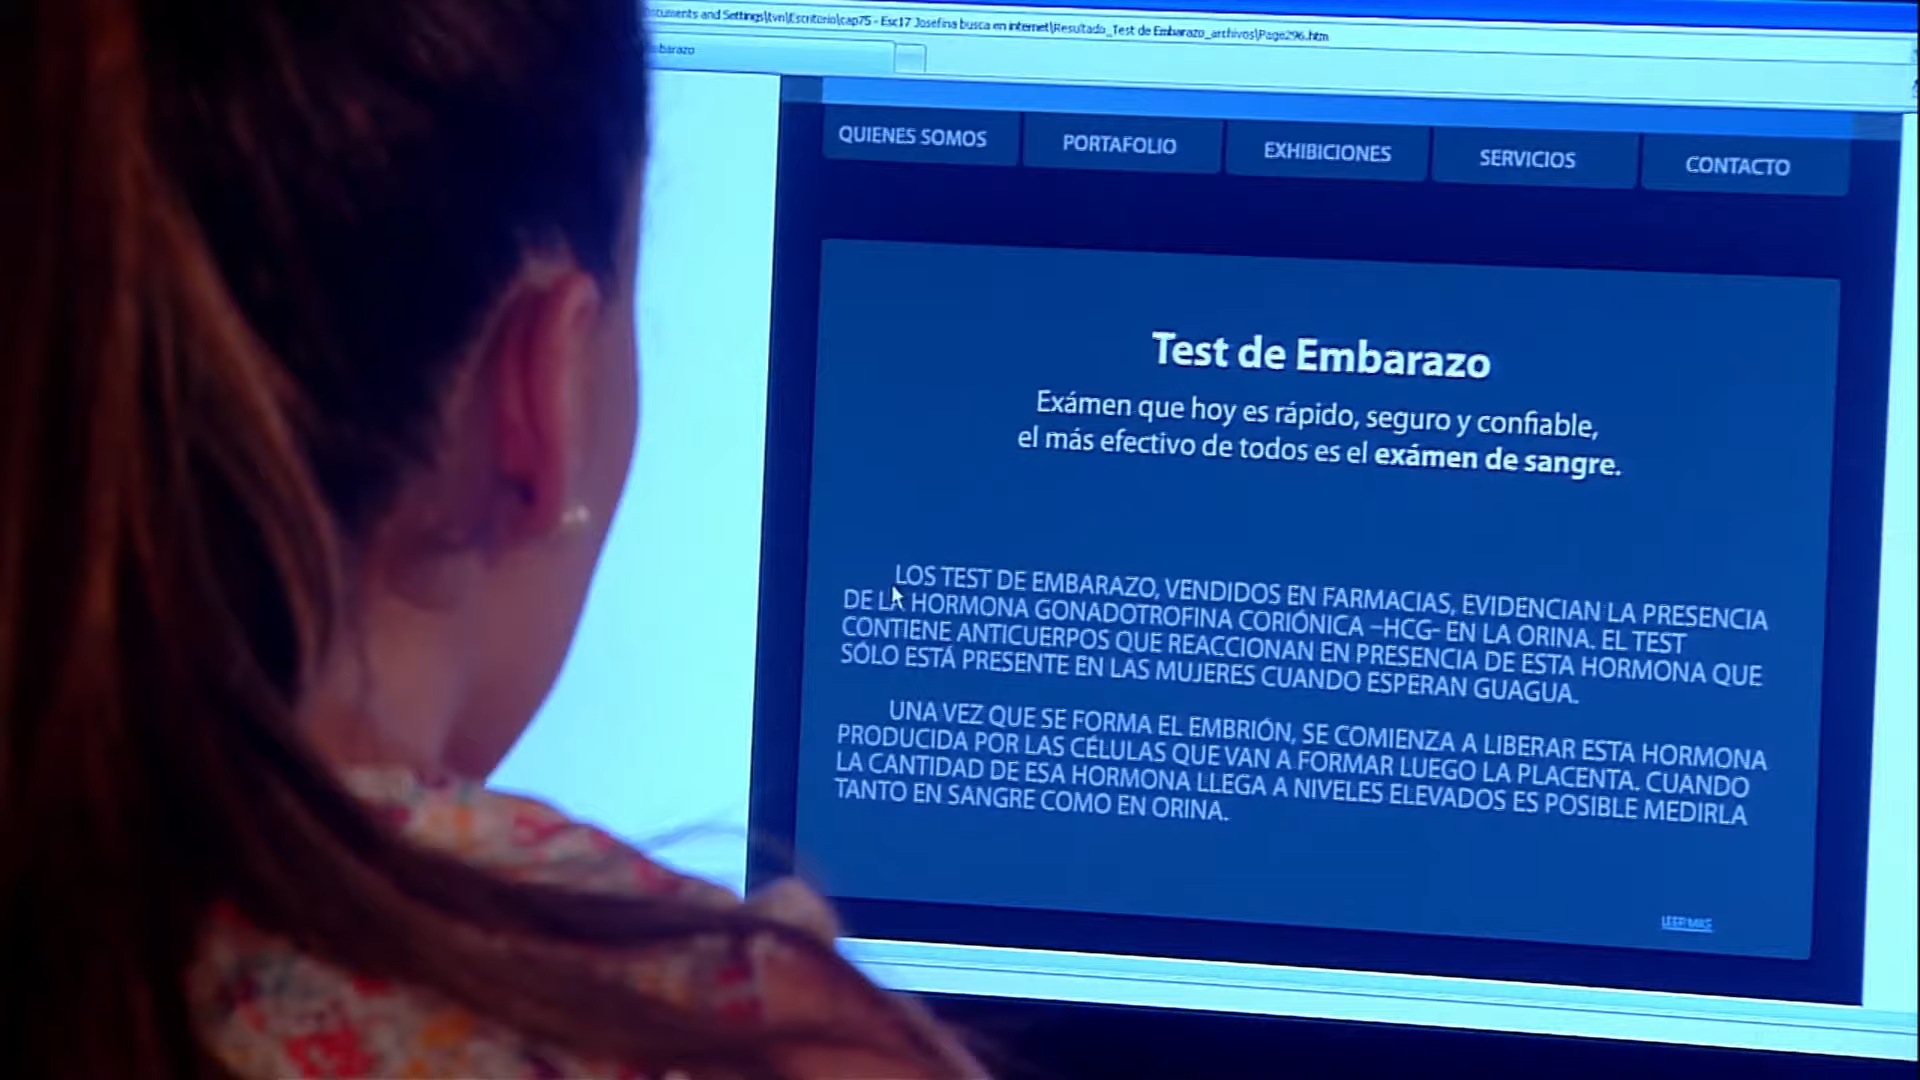 Documents and Settings\tvn\Escritorio\cap75 - Esc17 Josefina busca en internet\Resultado_Test de Embarazo_archivos\Page296.htm
barazo
QUIENES SOMOS
PORTAFOLIO
EXHIBICIONES
SERVICIOS
CONTACTO
Test de Embarazo
Exámen que hoy es rápido, seguro y confiable,
el más efectivo de todos es el exámen de sangre.
LOS TEST DE EMBARAZO, VENDIDOS EN FARMACIAS, EVIDENCIAN LA PRESENCIA
DE LA HORMONA GONADOTROFINA CORIÓNICA –HCG- EN LA ORINA. EL TEST
CONTIENE ANTICUERPOS QUE REACCIONAN EN PRESENCIA DE ESTA HORMONA QUE
SÓLO ESTÁ PRESENTE EN LAS MUJERES CUANDO ESPERAN GUAGUA.
UNA VEZ QUE SE FORMA EL EMBRIÓN, SE COMIENZA A LIBERAR ESTA HORMONA
PRODUCIDA POR LAS CÉLULAS QUE VAN A FORMAR LUEGO LA PLACENTA. CUANDO
LA CANTIDAD DE ESA HORMONA LLEGA A NIVELES ELEVADOS ES POSIBLE MEDIRLA
TANTO EN SANGRE COMO EN ORINA.
LEER MAS